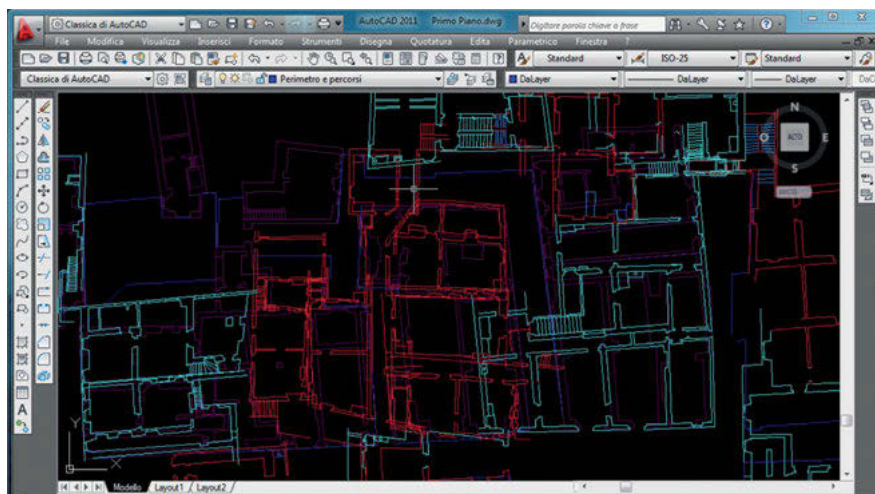 Classica di AutoCAD AutoCAD 2011 Primo Piano.dwg Digitare parola chiave o frase
File Modifica Visualizza Inserisci Formato Strumenti Disegna Quotatura Edita Parametrico Finestra ?
Standard ISO-25 Standard
Classica di AutoCAD Perimetro e percorsi DaLayer DaLayer DaLayer DaC
N
O ALTO E
S
Y
X
Modello Layout1 Layout2